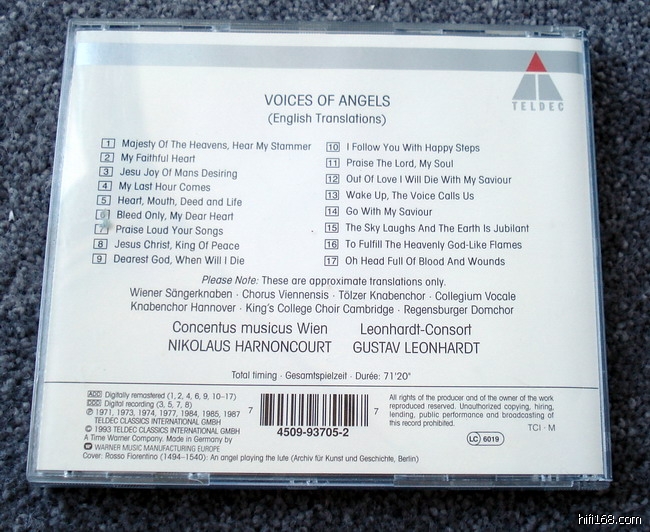 TELDEC
VOICES OF ANGELS
(English Translations)
1 Majesty Of The Heavens, Hear My Stammer
2 My Faithful Heart
3 Jesu Joy Of Mans Desiring
4 My Last Hour Comes
5 Heart, Mouth, Deed and Life
6 Bleed Only, My Dear Heart
7 Praise Loud Your Songs
8 Jesus Christ, King Of Peace
9 Dearest God, When Will I Die
10 I Follow You With Happy Steps
11 Praise The Lord, My Soul
12 Out Of Love I Will Die With My Saviour
13 Wake Up, The Voice Calls Us
14 Go With My Saviour
15 The Sky Laughs And The Earth Is Jubilant
16 To Fulfill The Heavenly God-Like Flames
17 Oh Head Full Of Blood And Wounds
Please Note: These are approximate translations only.
Wiener Sängerknaben · Chorus Viennensis · Tölzer Knabenchor · Collegium Vocale
Knabenchor Hannover · King's College Choir Cambridge · Regensburger Domchor
Concentus musicus Wien Leonhardt-Consort
NIKOLAUS HARNONCOURT GUSTAV LEONHARDT
Total timing · Gesamtspielzeit · Durée: 71'20"
ADD Digitally remastered (1, 2, 4, 6, 9, 10–17)
DDD Digital recording (3, 5, 7, 8)
℗ 1971, 1973, 1974, 1977, 1984, 1985, 1987
TELDEC CLASSICS INTERNATIONAL GMBH
© 1993 TELDEC CLASSICS INTERNATIONAL GMBH
A Time Warner Company. Made in Germany by
WARNER MUSIC MANUFACTURING EUROPE
Cover: Rosso Fiorentino (1494–1540): An angel playing the lute (Archiv für Kunst und Geschichte, Berlin)
7 7
4509-93705-2
All rights of the producer and of the owner of the work
reproduced reserved. Unauthorized copying, hiring,
lending, public performance and broadcasting of
this record prohibited.
TCI · M
LC 6019
hifi168.com